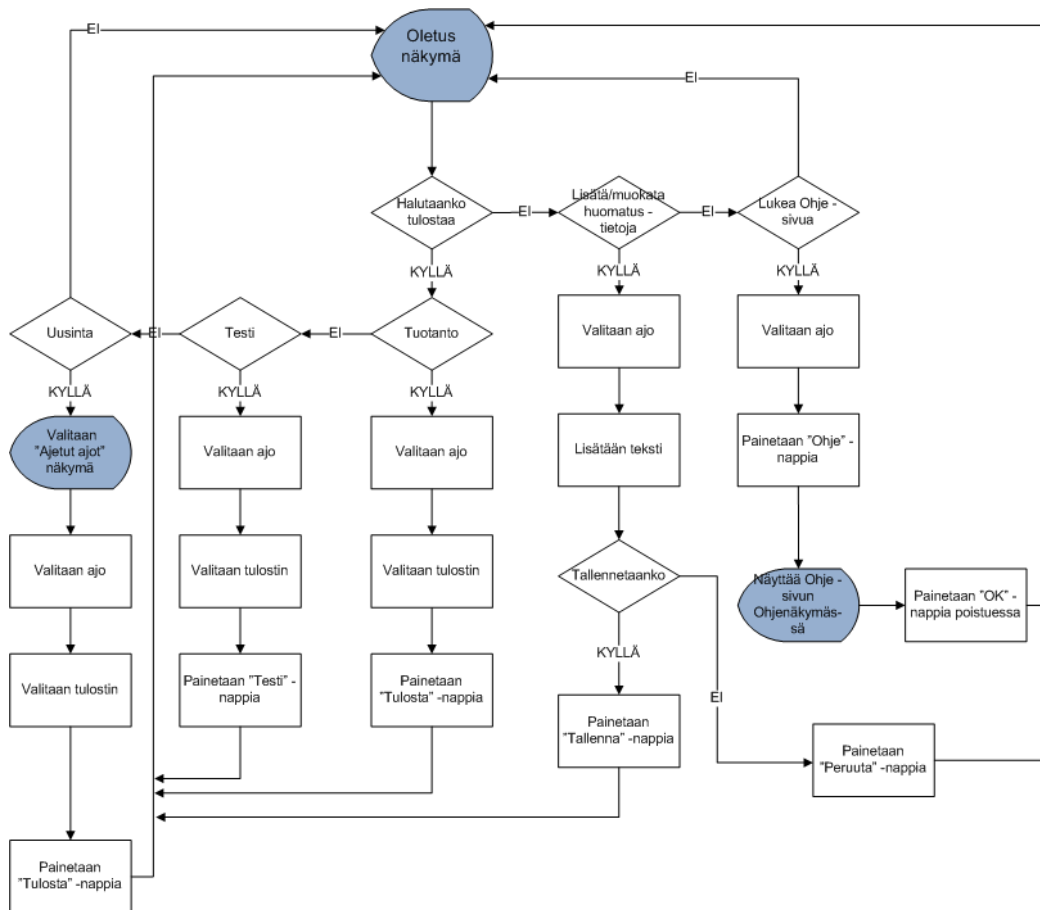 EI
Oletus
näkymä
EI
Halutaanko
tulostaa
EI
Lisätä/muokata
huomatus -
tietoja
EI
Lukea Ohje -
sivua
KYLLÄ
KYLLÄ
KYLLÄ
Uusinta
EI
Testi
EI
Tuotanto
Valitaan ajo
Valitaan ajo
KYLLÄ
KYLLÄ
KYLLÄ
Valitaan
"Ajetut ajot"
näkymä
Valitaan ajo
Valitaan ajo
Lisätään teksti
Painetaan "Ohje" -
nappia
Valitaan ajo
Valitaan tulostin
Valitaan tulostin
Tallennetaanko
Näyttää Ohje -
sivun
Ohjenäkymäs-
sä
Painetaan "OK" -
nappia poistuessa
KYLLÄ
EI
Valitaan tulostin
Painetaan "Testi" -
nappia
Painetaan
"Tulosta" -nappia
Painetaan
"Tallenna" -nappia
Painetaan
"Peruuta" -nappia
Painetaan
"Tulosta" -nappia